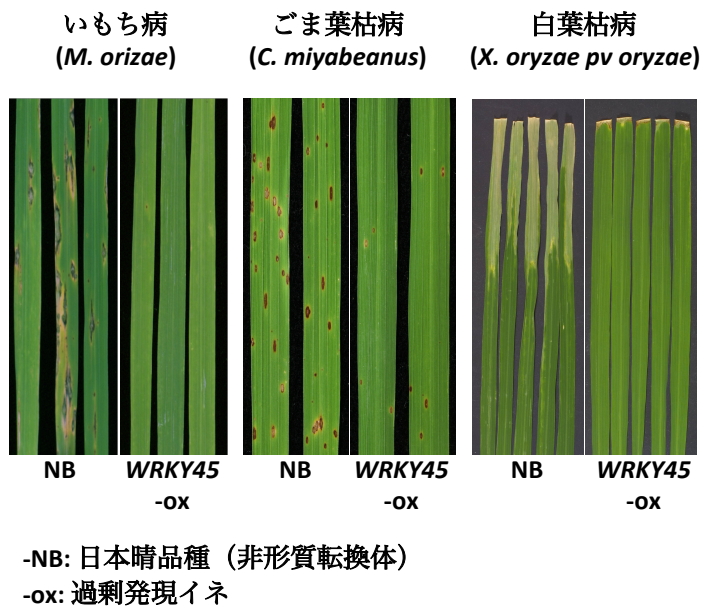 いもち病
(M. orizae)
ごま葉枯病
(C. miyabeanus)
白葉枯病
(X. oryzae pv oryzae)
NB
WRKY45
-ox
NB
WRKY45
-ox
NB
WRKY45
-ox
-NB: 日本晴品種（非形質転換体）
-ox: 過剰発現イネ